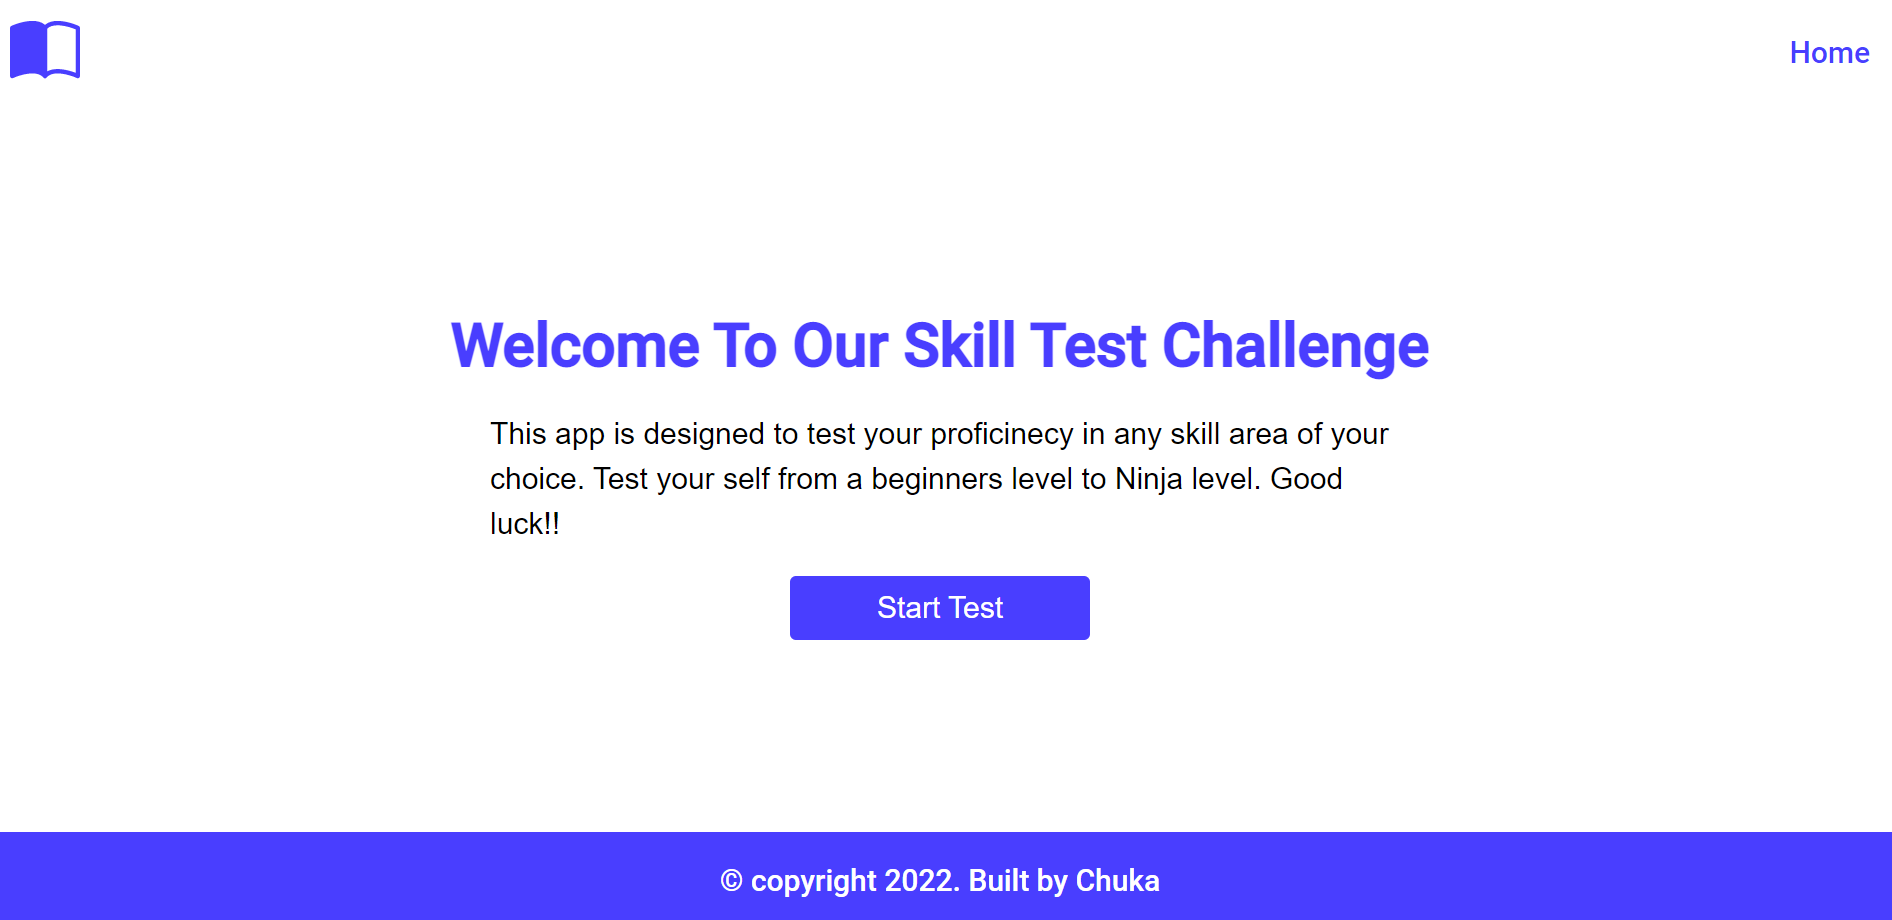 Home
Welcome To Our Skill Test Challenge
This app is designed to test your proficinecy in any skill area of your
choice. Test your self from a beginners level to Ninja level. Good
luck!!
Start Test
© copyright 2022. Built by Chuka